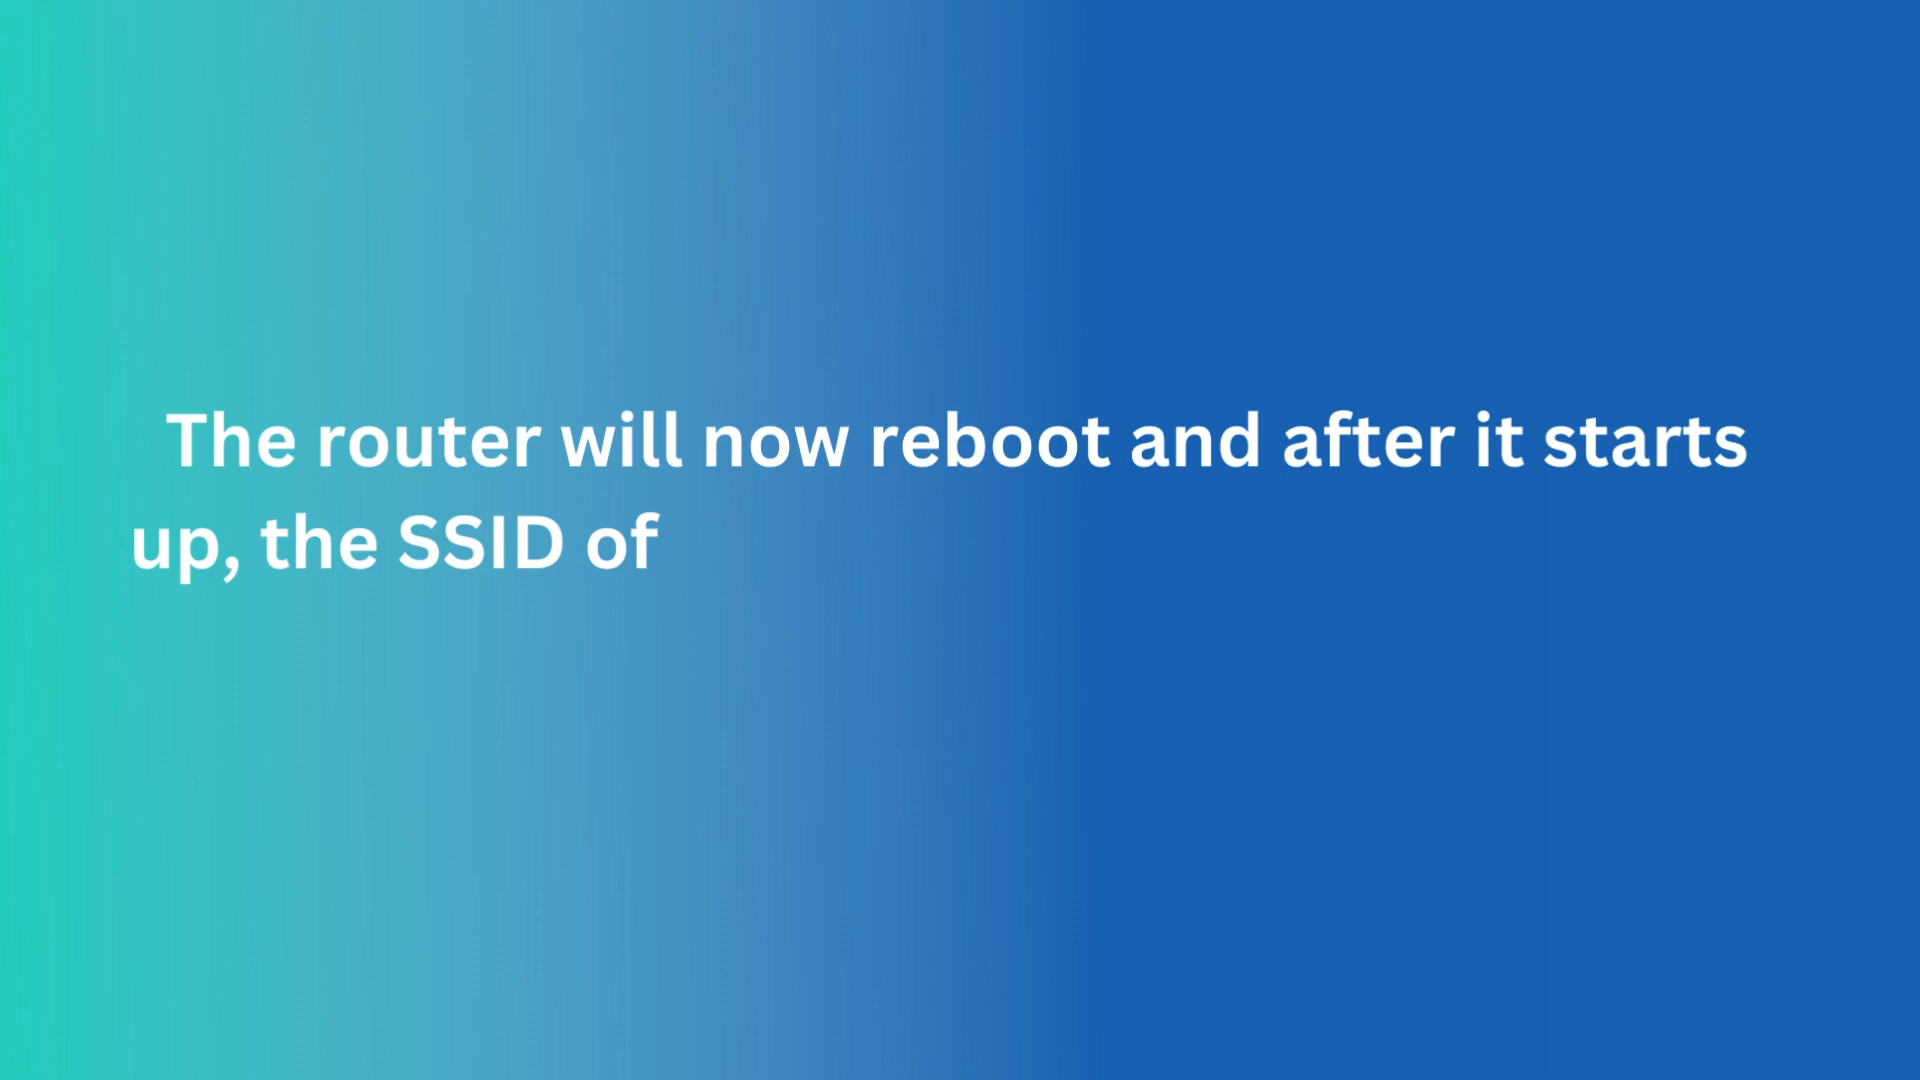 The router will now reboot and after it starts
up, the SSID of